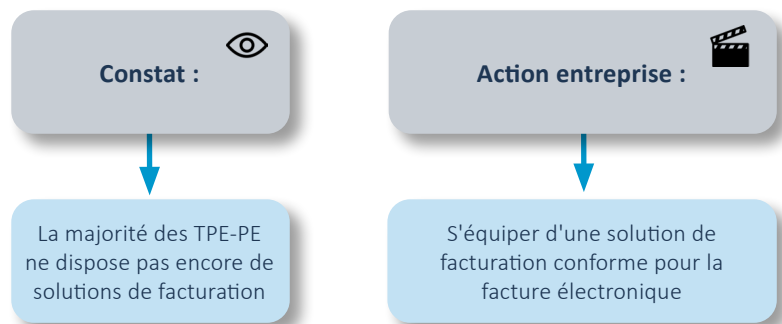 Constat :
Action entreprise :
La majorité des TPE-PE
ne dispose pas encore de
solutions de facturation
S'équiper d'une solution de
facturation conforme pour la
facture électronique